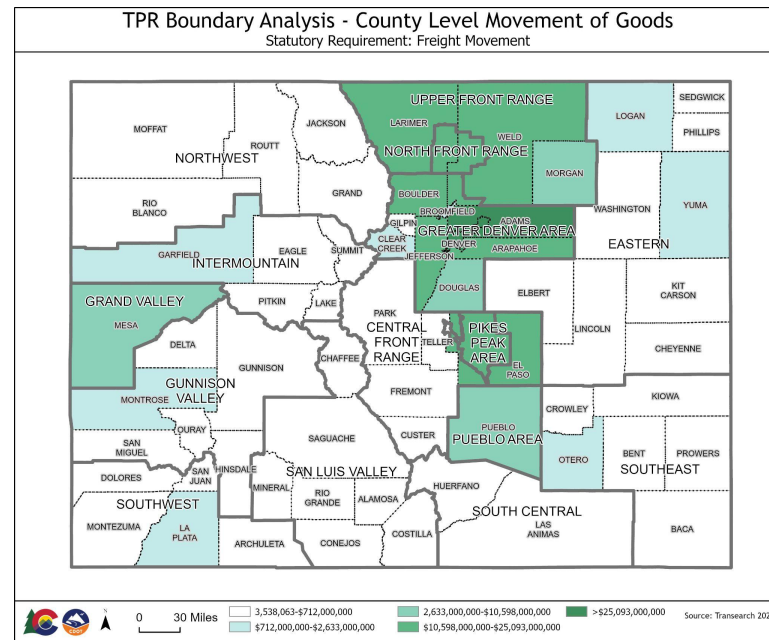 TPR Boundary Analysis - County Level Movement of Goods
Statutory Requirement: Freight Movement
UPPER FRONT RANGE
SEDGWICK
LOGAN
JACKSON
LARIMER
MOFFAT
PHILLIPS
ROUTT
WELD
NORTHWEST
NORTH FRONT RANGE
MORGAN
GRAND
BOULDER
YUMA
RIO
BLANCO
WASHINGTON
BROOMFIELD
ADAMS
GILPIN
GREATER DENVER AREA
CLEAR
CREEK
DENVER
EASTERN
GARFIELD
EAGLE
SUMMIT
JEFFERSON
ARAPAHOE
INTERMOUNTAIN
DOUGLAS
KIT
CARSON
GRAND VALLEY
PITKIN
LAKE
ELBERT
PARK
MESA
CENTRAL
FRONT
RANGE
PIKES
PEAK
AREA
LINCOLN
TELLER
DELTA
CHEYENNE
CHAFFEE
GUNNISON
EL
PASO
GUNNISON
VALLEY
FREMONT
MONTROSE
KIOWA
CROWLEY
OURAY
PUEBLO
SAGUACHE
CUSTER
PUEBLO AREA
SAN
MIGUEL
OTERO
BENT
PROWERS
SOUTHEAST
SAN
JUAN
HINSDALE
SAN LUIS VALLEY
DOLORES
MINERAL
HUERFANO
RIO
GRANDE
ALAMOSA
SOUTHWEST
SOUTH CENTRAL
MONTEZUMA
LA
PLATA
LAS
ANIMAS
BACA
COSTILLA
ARCHULETA
CONEJOS
CDOT
N
0 30 Miles
3,538,063-$712,000,000
$712,000,000-$2,633,000,000
2,633,000,000-$10,598,000,000
$10,598,000,000-$25,093,000,000
>$25,093,000,000
Source: Transearch 202